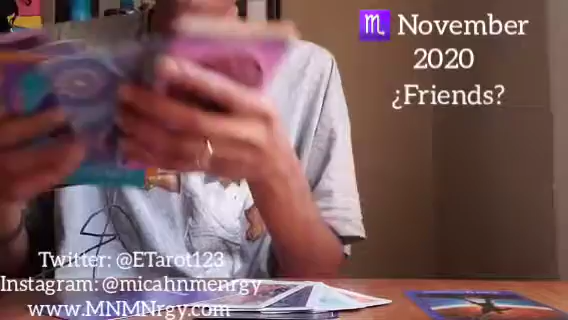 ♏ November
2020
¿Friends?
Twitter: @ETarot123
Instagram: @micahnmenrgy
www.MNMNrgy.com